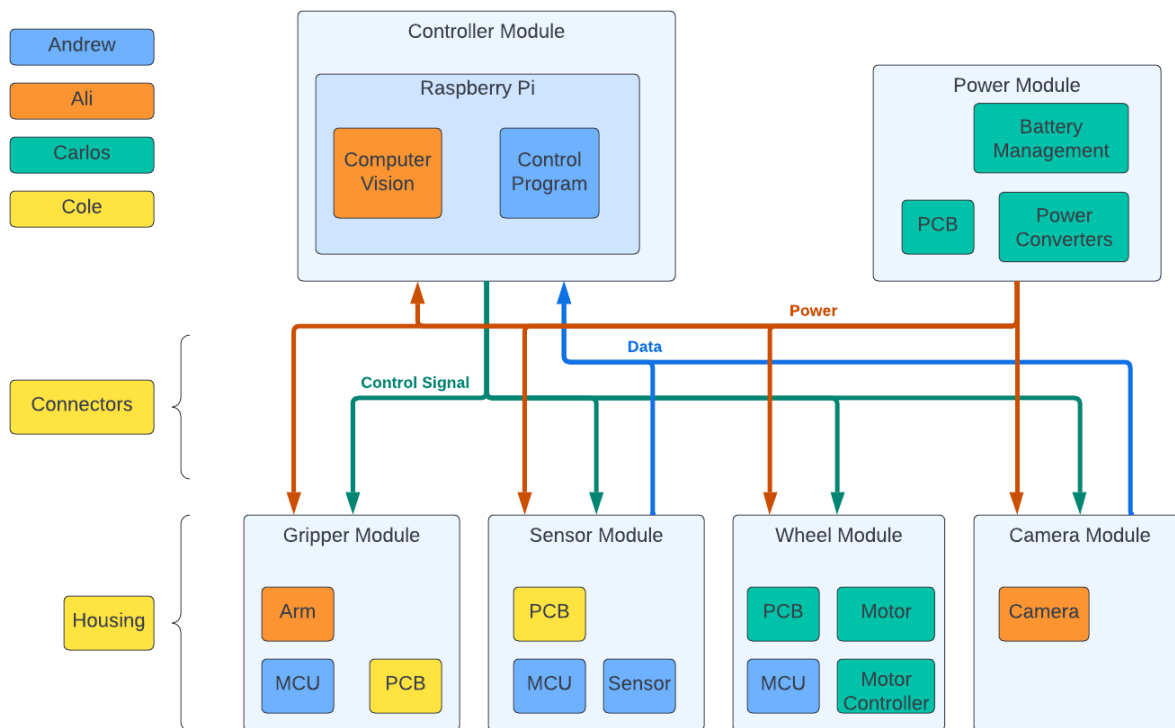 Andrew
Ali
Carlos
Cole
Controller Module
Raspberry Pi
Computer
Vision
Control
Program
Power Module
Battery
Management
PCB
Power
Converters
Power
Data
Control Signal
Connectors
Housing
Gripper Module
Arm
MCU
PCB
Sensor Module
PCB
MCU
Sensor
Wheel Module
PCB
Motor
MCU
Motor
Controller
Camera Module
Camera